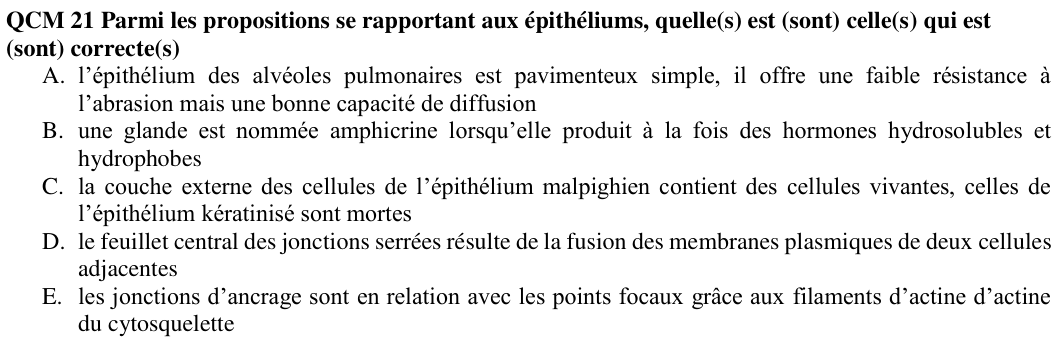 QCM 21 Parmi les propositions se rapportant aux épithéliums, quelle(s) est (sont) celle(s) qui est
(sont) correcte(s)
A. l'épithélium des alvéoles pulmonaires est pavimenteux simple, il offre une faible résistance à
l'abrasion mais une bonne capacité de diffusion
B. une glande est nommée amphicrine lorsqu'elle produit à la fois des hormones hydrosolubles et
hydrophobes
C. la couche externe des cellules de l'épithélium malpighien contient des cellules vivantes, celles de
l'épithélium kératinisé sont mortes
D. le feuillet central des jonctions serrées résulte de la fusion des membranes plasmiques de deux cellules
adjacentes
E. les jonctions d'ancrage sont en relation avec les points focaux grâce aux filaments d'actine d'actine
du cytosquelette